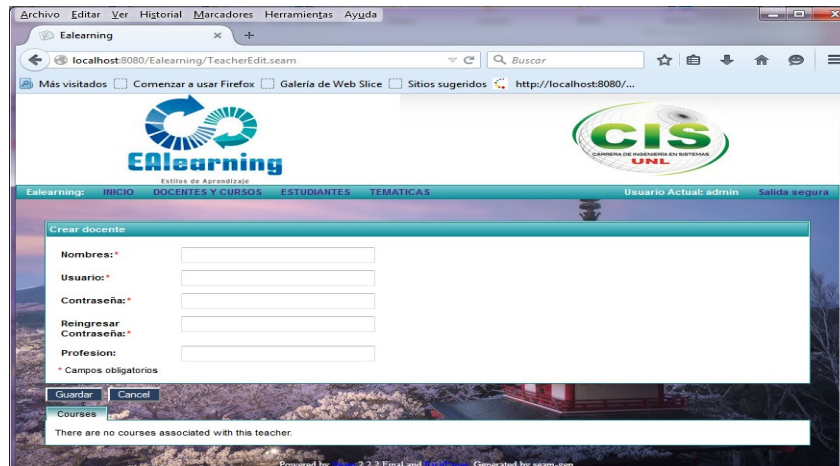 Archivo Editar Ver Historial Marcadores Herramientas Ayuda
Ealearning
localhost:8080/Ealearning/TeacherEdit.seam
Buscar
Más visitados Comenzar a usar Firefox Galería de Web Slice Sitios sugeridos http://localhost:8080/...
EAlearning
Estilos de Aprendizaje
CIS
CARRERA DE INGENIERÍA EN SISTEMAS
UNL
Ealearning: INICIO DOCENTES Y CURSOS ESTUDIANTES TEMATICAS Usuario Actual: admin Salida segura
Crear docente
Nombres:*
Usuario:*
Contraseña:*
Reingresar
Contraseña:*
Profesion:
* Campos obligatorios
Guardar Cancel
Courses
There are no courses associated with this teacher.
Powered by 2.2.2.Final and Generated by seam-gen